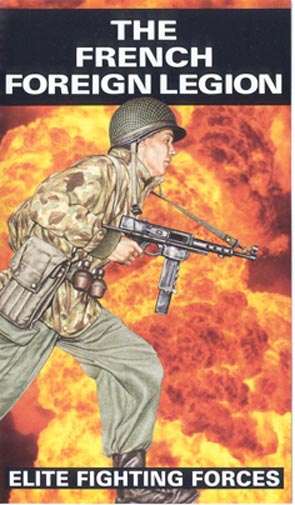 THE
FRENCH
FOREIGN LEGION
ELITE FIGHTING FORCES